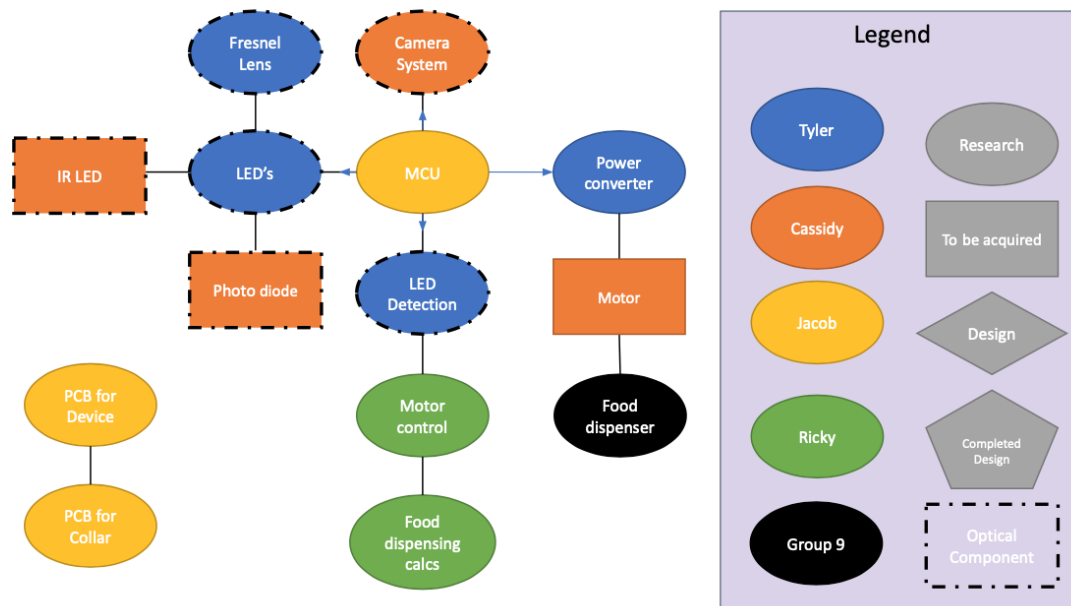 Fresnel
Lens
Camera
System
IR LED
LED's
MCU
Power
converter
Photo diode
LED
Detection
Motor
PCB for
Device
Motor
control
Food
dispenser
PCB for
Collar
Food
dispensing
calcs
Legend
Tyler
Research
Cassidy
To be acquired
Jacob
Design
Ricky
Completed
Design
Group 9
Optical
Component